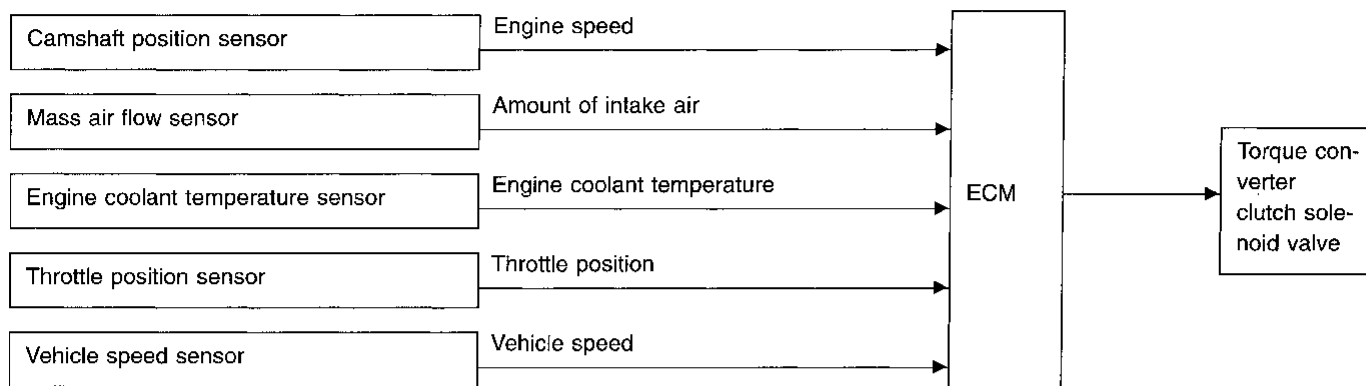 Camshaft position sensor
Engine speed
Mass air flow sensor
Amount of intake air
Engine coolant temperature sensor
Engine coolant temperature
Throttle position sensor
Throttle position
Vehicle speed sensor
Vehicle speed
ECM
Torque con-
verter
clutch sole-
noid valve